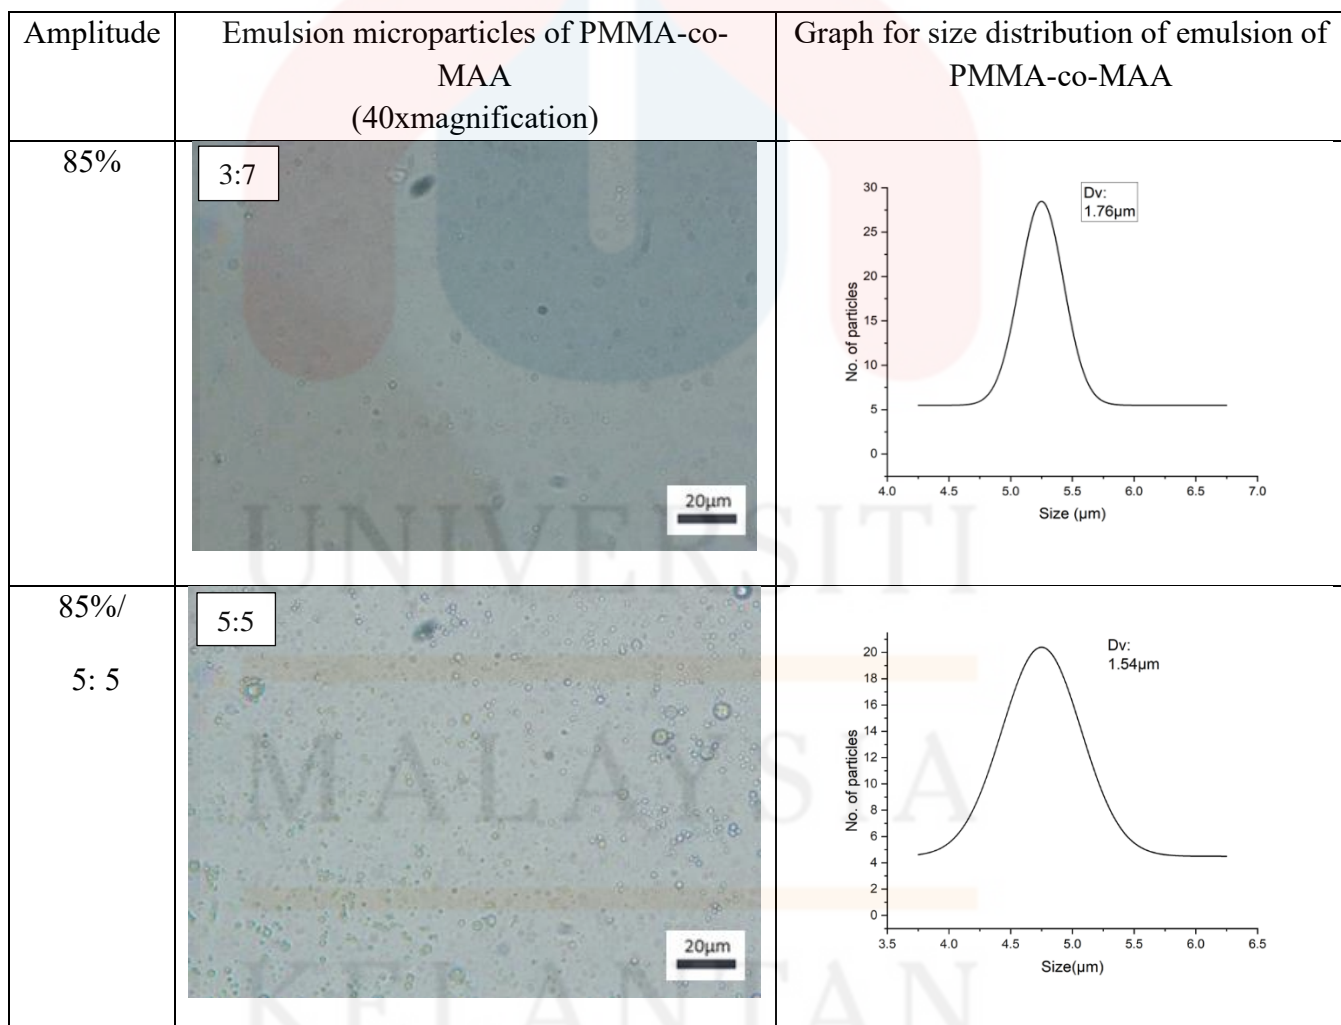 Amplitude
Emulsion microparticles of PMMA-co-
MAA
(40xmagnification)
Graph for size distribution of emulsion of
PMMA-co-MAA
85%
3:7
20µm
Dv:
1.76µm
30
25
20
15
10
5
0
No. of particles
4.0 4.5 5.0 5.5 6.0 6.5 7.0
Size (µm)
85%/
5: 5
5:5
20µm
Dv:
1.54µm
20
18
16
14
12
10
8
6
4
2
0
No. of particles
3.5 4.0 4.5 5.0 5.5 6.0 6.5
Size(µm)
UNIVERSITI
MALAYSIA
KELANTAN